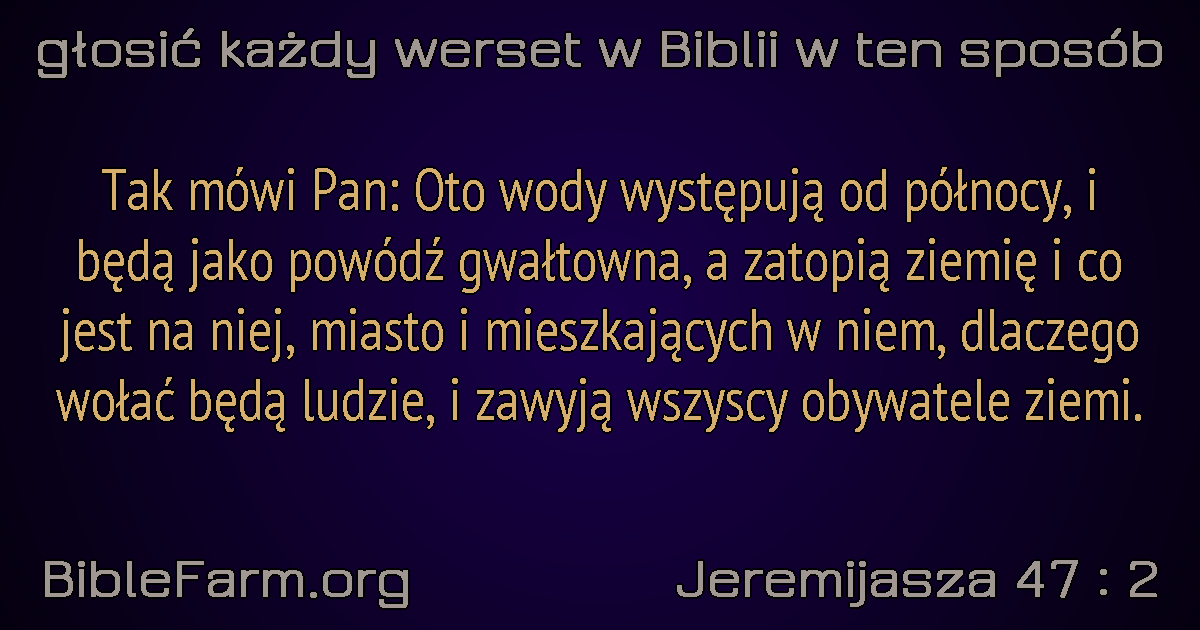 głosić każdy werset w Biblii w ten sposób
Tak mówi Pan: Oto wody występują od północy, i
będą jako powódź gwałtowna, a zatopią ziemię i co
jest na niej, miasto i mieszkających w niem, dlaczego
wołać będą ludzie, i zawyją wszyscy obywatele ziemi.
BibleFarm.org
Jeremijasza 47 : 2